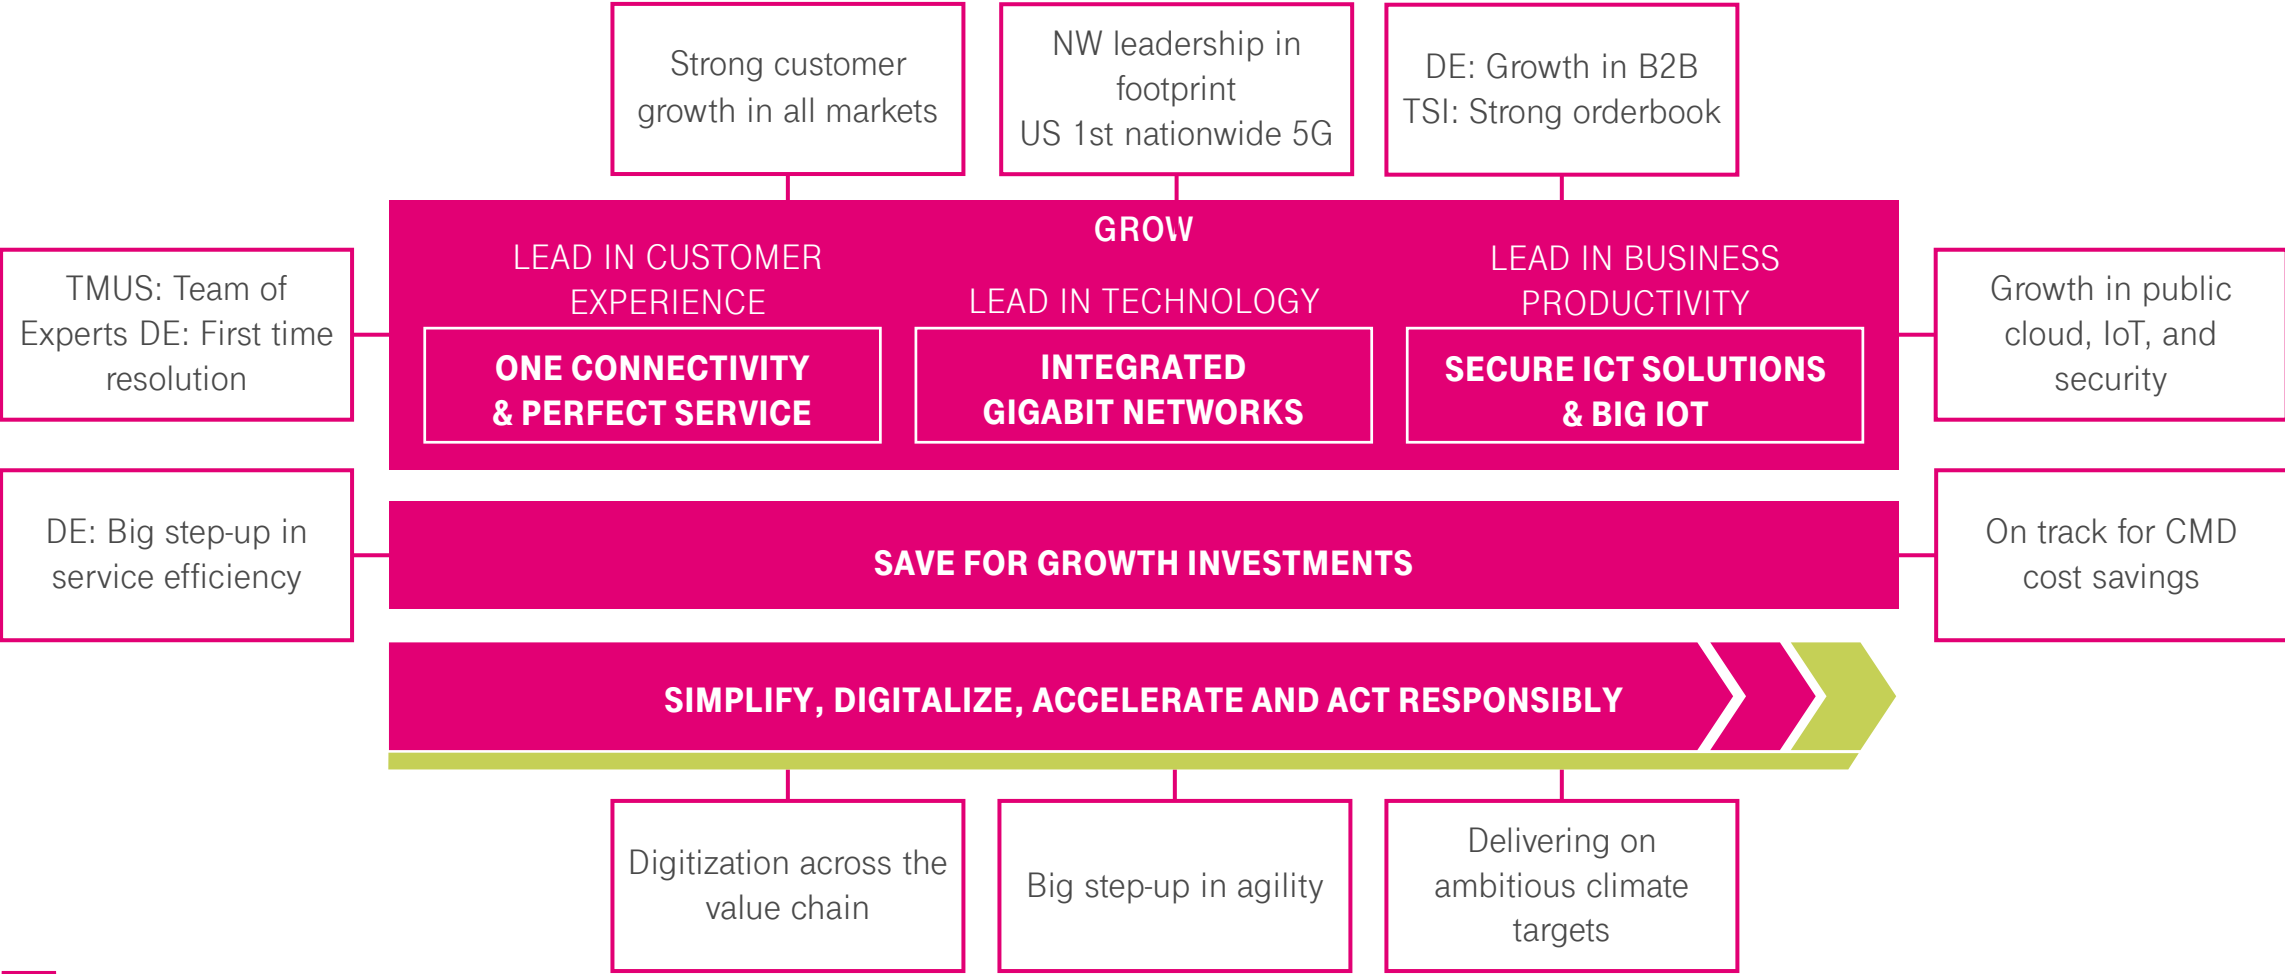 Strong customer
growth in all markets
NW leadership in
footprint
US 1st nationwide 5G
DE: Growth in B2B
TSI: Strong orderbook
GROW
LEAD IN CUSTOMER
EXPERIENCE
LEAD IN TECHNOLOGY
LEAD IN BUSINESS
PRODUCTIVITY
TMUS: Team of
Experts DE: First time
resolution
ONE CONNECTIVITY
& PERFECT SERVICE
INTEGRATED
GIGABIT NETWORKS
SECURE ICT SOLUTIONS
& BIG IOT
Growth in public
cloud, IoT, and
security
DE: Big step-up in
service efficiency
SAVE FOR GROWTH INVESTMENTS
On track for CMD
cost savings
SIMPLIFY, DIGITALIZE, ACCELERATE AND ACT RESPONSIBLY
Digitization across the
value chain
Big step-up in agility
Delivering on
ambitious climate
targets